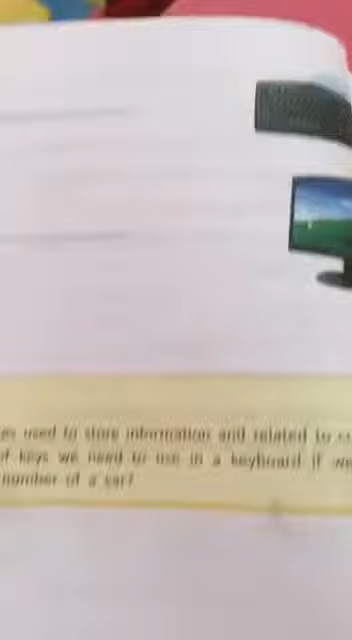 used to store information and related to
keys we need to use in a keyboard if we
number of a car?